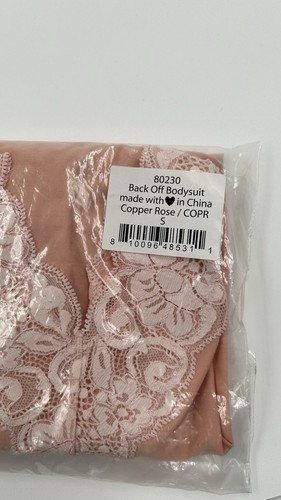 80230
Back Off Bodysuit
made with♥in China
Copper Rose / COPR
S
8 10096 48531 1